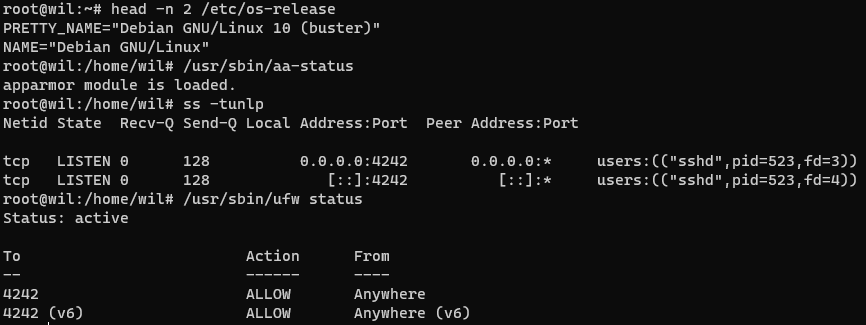 root@wil:~# head -n 2 /etc/os-release
PRETTY_NAME="Debian GNU/Linux 10 (buster)"
NAME="Debian GNU/Linux"
root@wil:/home/wil# /usr/sbin/aa-status
apparmor module is loaded.
root@wil:/home/wil# ss -tunlp
Netid State  Recv-Q Send-Q Local Address:Port  Peer Address:Port
tcp   LISTEN 0      128          0.0.0.0:4242       0.0.0.0:*     users:(("sshd",pid=523,fd=3))
tcp   LISTEN 0      128             [::]:4242          [::]:*     users:(("sshd",pid=523,fd=4))
root@wil:/home/wil# /usr/sbin/ufw status
Status: active
To                         Action      From
--                         ------      ----
4242                       ALLOW       Anywhere
4242 (v6)                  ALLOW       Anywhere (v6)